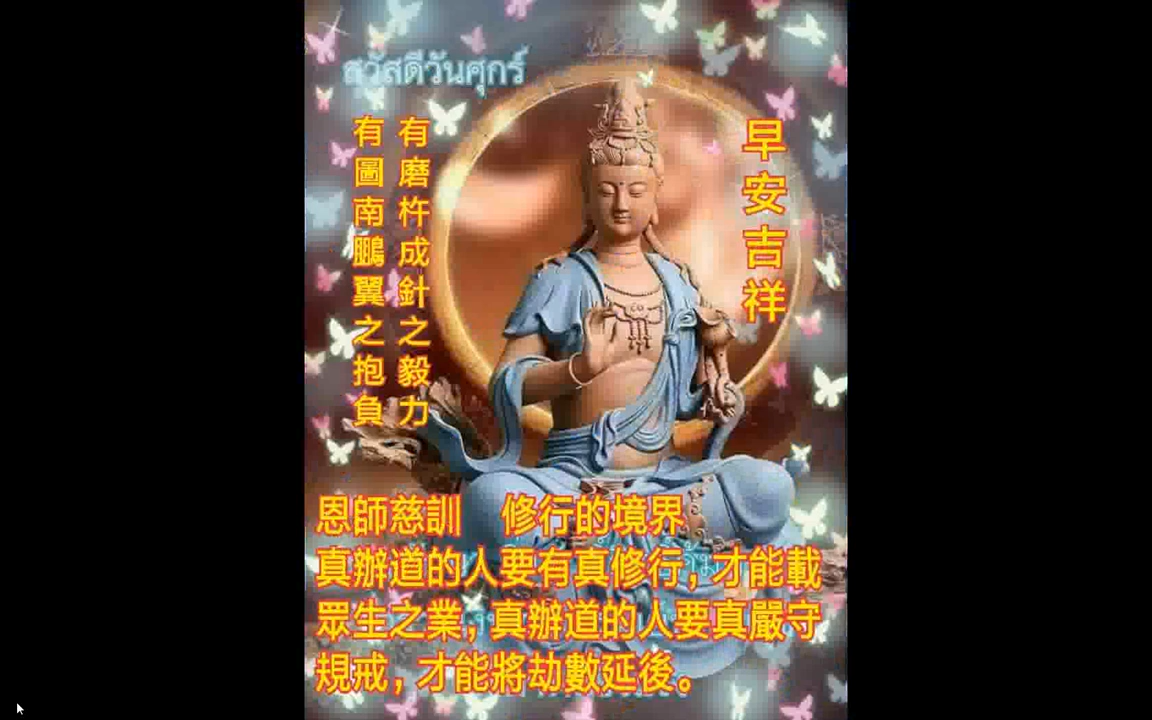 สวัสดีวันศุกร์
早安吉祥
有磨杵成針之毅力
有圖南鵬翼之抱負
恩師慈訓　修行的境界
真辦道的人要有真修行，才能載
眾生之業，真辦道的人要真嚴守
規戒，才能將劫數延後。